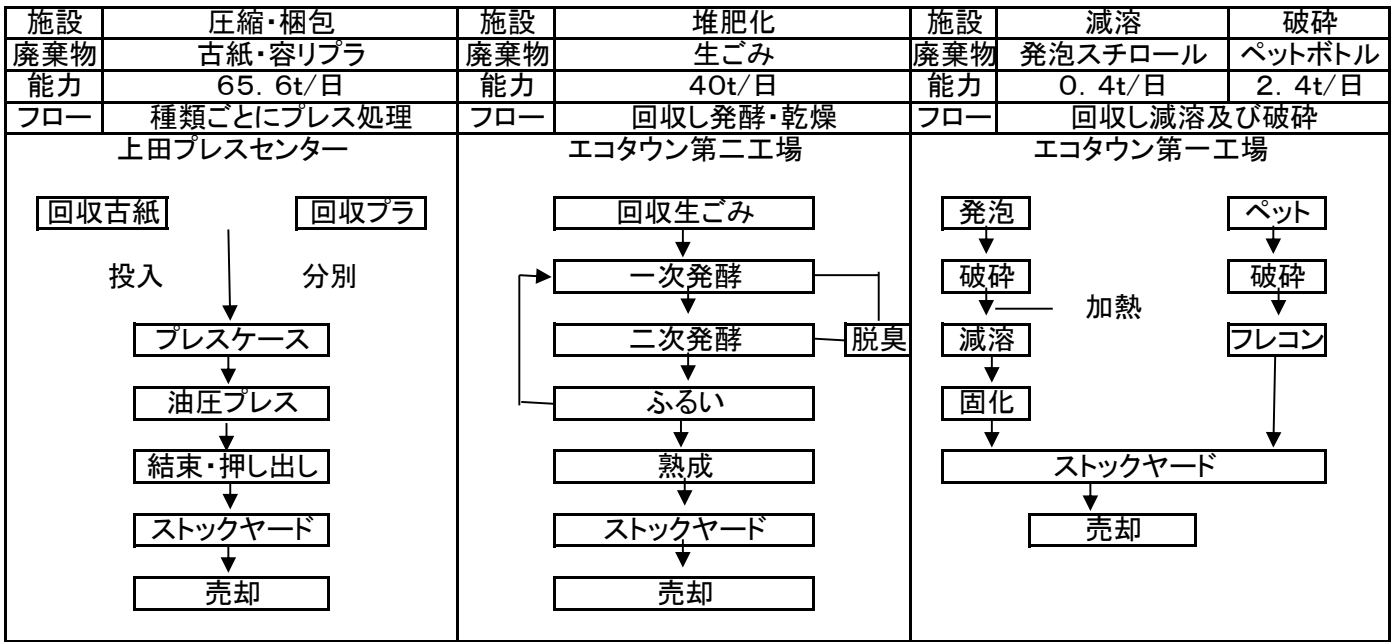 施設 圧縮・梱包 施設 堆肥化 施設 減溶 破砕
廃棄物 古紙・容リプラ 廃棄物 生ごみ 廃棄物 発泡スチロール ペットボトル
能力 65．6t/日 能力 40t/日 能力 0．4t/日 2．4t/日
フロー 種類ごとにプレス処理 フロー 回収し発酵・乾燥 フロー 回収し減溶及び破砕
上田プレスセンター
回収古紙 回収プラ
投入 分別
プレスケース
油圧プレス
結束・押し出し
ストックヤード
売却
エコタウン第二工場
回収生ごみ
一次発酵
二次発酵 脱臭
ふるい
熟成
ストックヤード
売却
エコタウン第一工場
発泡 ペット
破砕 破砕
加熱
減溶 フレコン
固化
ストックヤード
売却